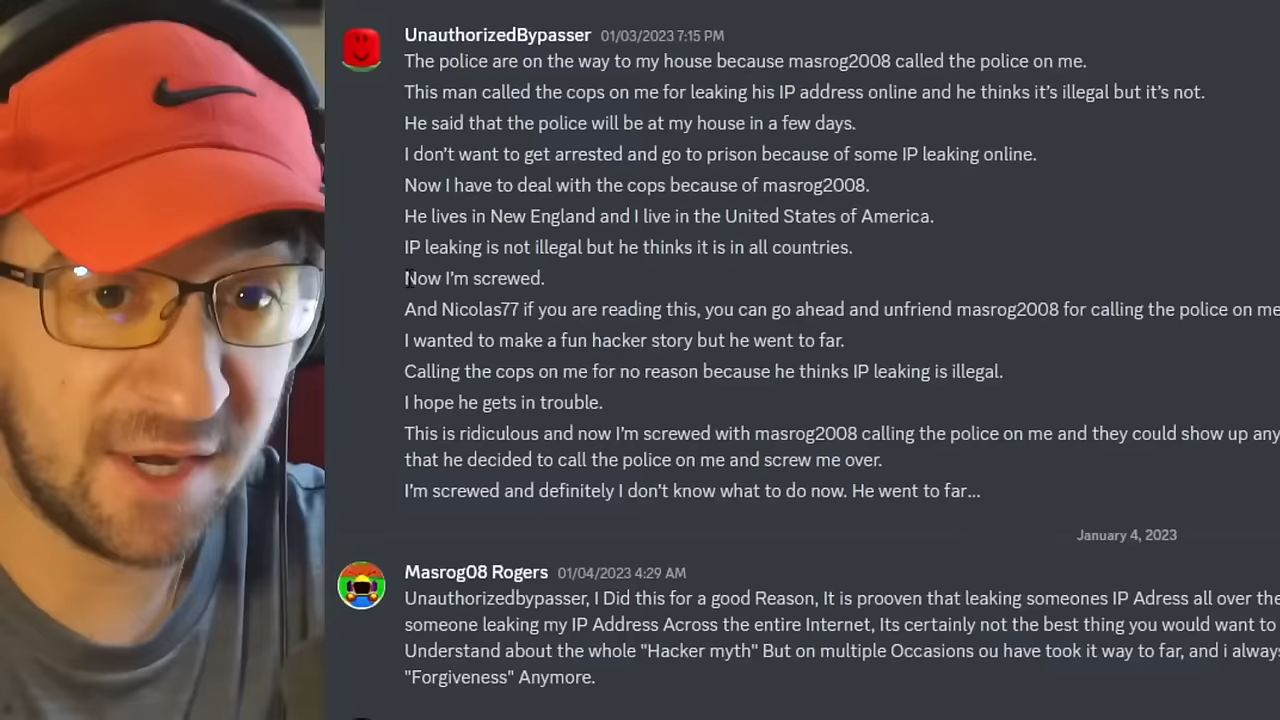 UnauthorizedBypasser 01/03/2023 7:15 PM
The police are on the way to my house because masrog2008 called the police on me.
This man called the cops on me for leaking his IP address online and he thinks it's illegal but it's not.
He said that the police will be at my house in a few days.
I don't want to get arrested and go to prison because of some IP leaking online.
Now I have to deal with the cops because of masrog2008.
He lives in New England and I live in the United States of America.
IP leaking is not illegal but he thinks it is in all countries.
Now I'm screwed.
And Nicolas77 if you are reading this, you can go ahead and unfriend masrog2008 for calling the police on me
I wanted to make a fun hacker story but he went to far.
Calling the cops on me for no reason because he thinks IP leaking is illegal.
I hope he gets in trouble.
This is ridiculous and now I'm screwed with masrog2008 calling the police on me and they could show up any
that he decided to call the police on me and screw me over.
I'm screwed and definitely I don't know what to do now. He went to far...
January 4, 2023
Masrog08 Rogers 01/04/2023 4:29 AM
Unauthorizedbypasser, I Did this for a good Reason, It is prooven that leaking someones IP Adress all over the
someone leaking my IP Address Across the entire Internet, Its certainly not the best thing you would want to
Understand about the whole "Hacker myth" But on multiple Occasions ou have took it way to far, and i always
"Forgiveness" Anymore.